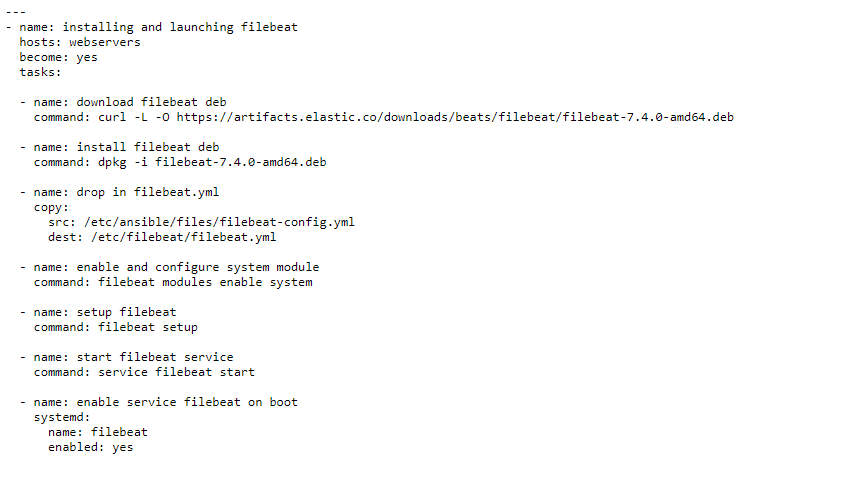 ---
- name: installing and launching filebeat
  hosts: webservers
  become: yes
  tasks:

  - name: download filebeat deb
    command: curl -L -O https://artifacts.elastic.co/downloads/beats/filebeat/filebeat-7.4.0-amd64.deb

  - name: install filebeat deb
    command: dpkg -i filebeat-7.4.0-amd64.deb

  - name: drop in filebeat.yml
    copy:
      src: /etc/ansible/files/filebeat-config.yml
      dest: /etc/filebeat/filebeat.yml

  - name: enable and configure system module
    command: filebeat modules enable system

  - name: setup filebeat
    command: filebeat setup

  - name: start filebeat service
    command: service filebeat start

  - name: enable service filebeat on boot
    systemd:
      name: filebeat
      enabled: yes